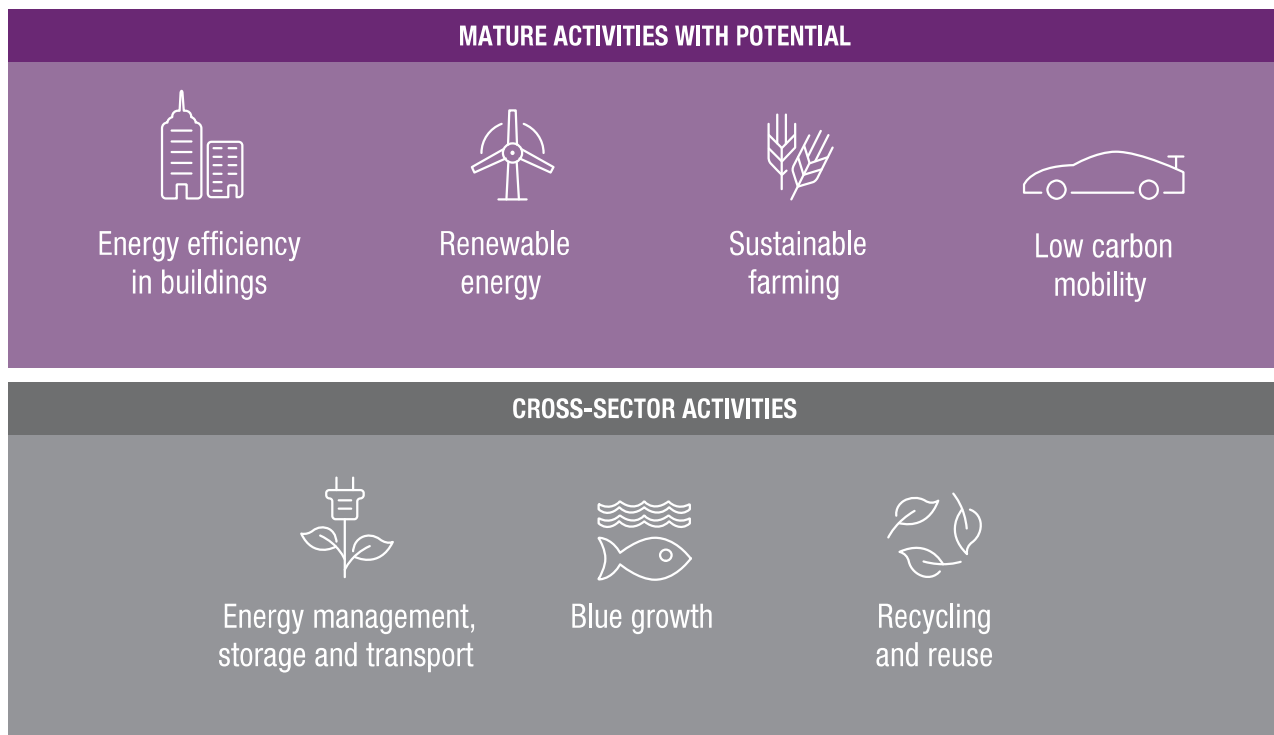 MATURE ACTIVITIES WITH POTENTIAL
Energy efficiency
in buildings
Renewable
energy
Sustainable
farming
Low carbon
mobility
CROSS-SECTOR ACTIVITIES
Energy management,
storage and transport
Blue growth
Recycling
and reuse